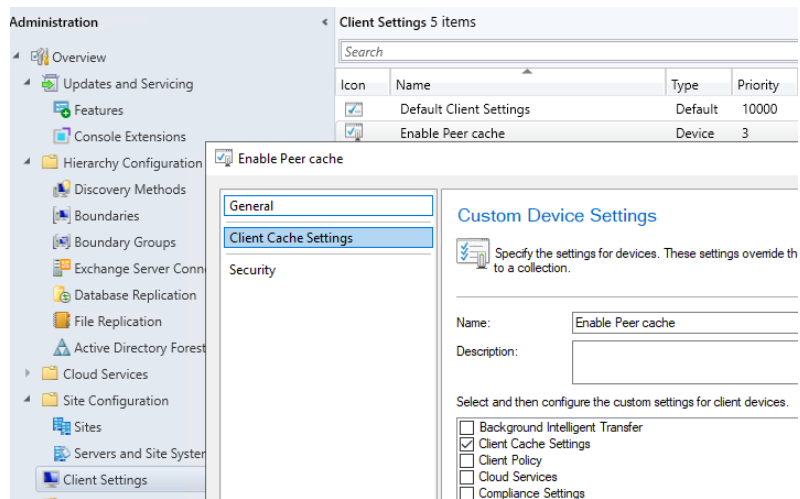 Administration
Overview
Updates and Servicing
Features
Console Extensions
Hierarchy Configuration
Discovery Methods
Boundaries
Boundary Groups
Exchange Server Conn
Database Replication
File Replication
Active Directory Forest
Cloud Services
Site Configuration
Sites
Servers and Site System
Client Settings
Client Settings 5 items
Search
Icon Name Type Priority
Default Client Settings Default 10000
Enable Peer cache Device 3
Enable Peer cache
General
Client Cache Settings
Security
Custom Device Settings
Specify the settings for devices. These settings override th
to a collection.
Name: Enable Peer cache
Description:
Select and then configure the custom settings for client devices.
Background Intelligent Transfer
Client Cache Settings
Client Policy
Cloud Services
Compliance Settings